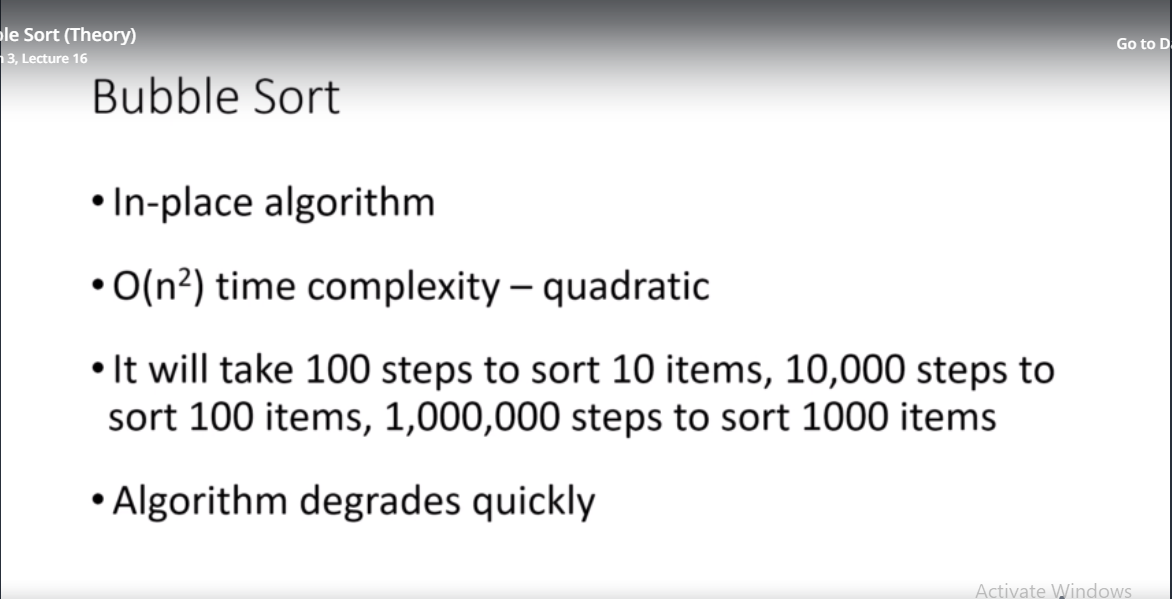 le Sort (Theory)
Go to D
3, Lecture 16
Bubble Sort
• In-place algorithm
• O(n²) time complexity – quadratic
• It will take 100 steps to sort 10 items, 10,000 steps to
sort 100 items, 1,000,000 steps to sort 1000 items
• Algorithm degrades quickly
Activate Windows